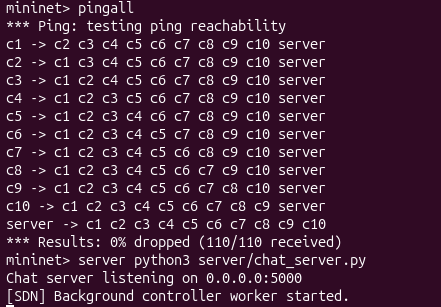 mininet> pingall
*** Ping: testing ping reachability
c1 -> c2 c3 c4 c5 c6 c7 c8 c9 c10 server
c2 -> c1 c3 c4 c5 c6 c7 c8 c9 c10 server
c3 -> c1 c2 c4 c5 c6 c7 c8 c9 c10 server
c4 -> c1 c2 c3 c5 c6 c7 c8 c9 c10 server
c5 -> c1 c2 c3 c4 c6 c7 c8 c9 c10 server
c6 -> c1 c2 c3 c4 c5 c7 c8 c9 c10 server
c7 -> c1 c2 c3 c4 c5 c6 c8 c9 c10 server
c8 -> c1 c2 c3 c4 c5 c6 c7 c9 c10 server
c9 -> c1 c2 c3 c4 c5 c6 c7 c8 c10 server
c10 -> c1 c2 c3 c4 c5 c6 c7 c8 c9 server
server -> c1 c2 c3 c4 c5 c6 c7 c8 c9 c10
*** Results: 0% dropped (110/110 received)
mininet> server python3 server/chat_server.py
Chat server listening on 0.0.0.0:5000
[SDN] Background controller worker started.